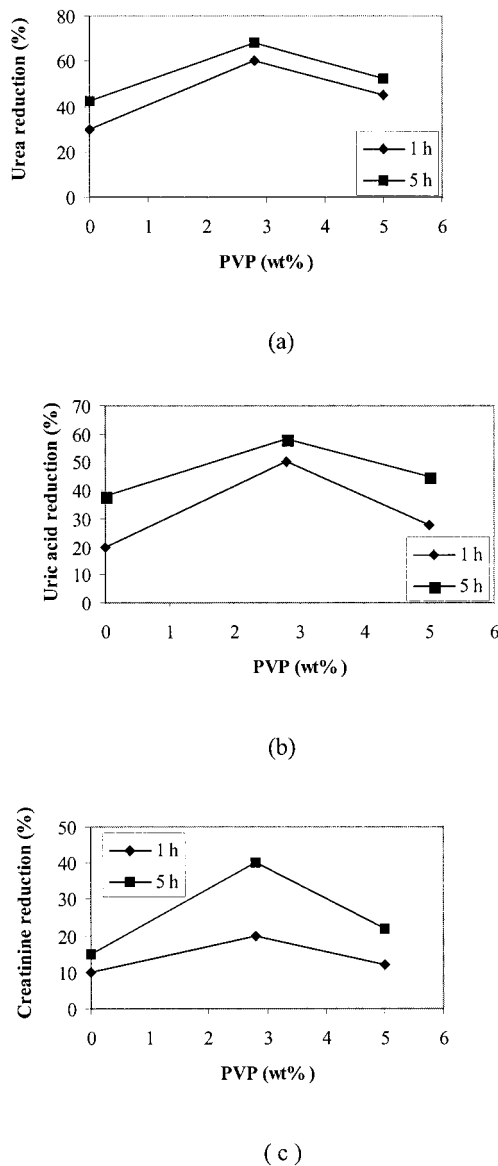 80
60
40
20
0
Urea reduction (%)
1 h
5 h
0 1 2 3 4 5 6
PVP (wt%)
(a)
70
60
50
40
30
20
10
0
Uric acid reduction (%)
1 h
5 h
0 1 2 3 4 5 6
PVP (wt%)
(b)
50
40
30
20
10
0
Creatinine reduction (%)
1 h
5 h
0 1 2 3 4 5 6
PVP (wt%)
( c )